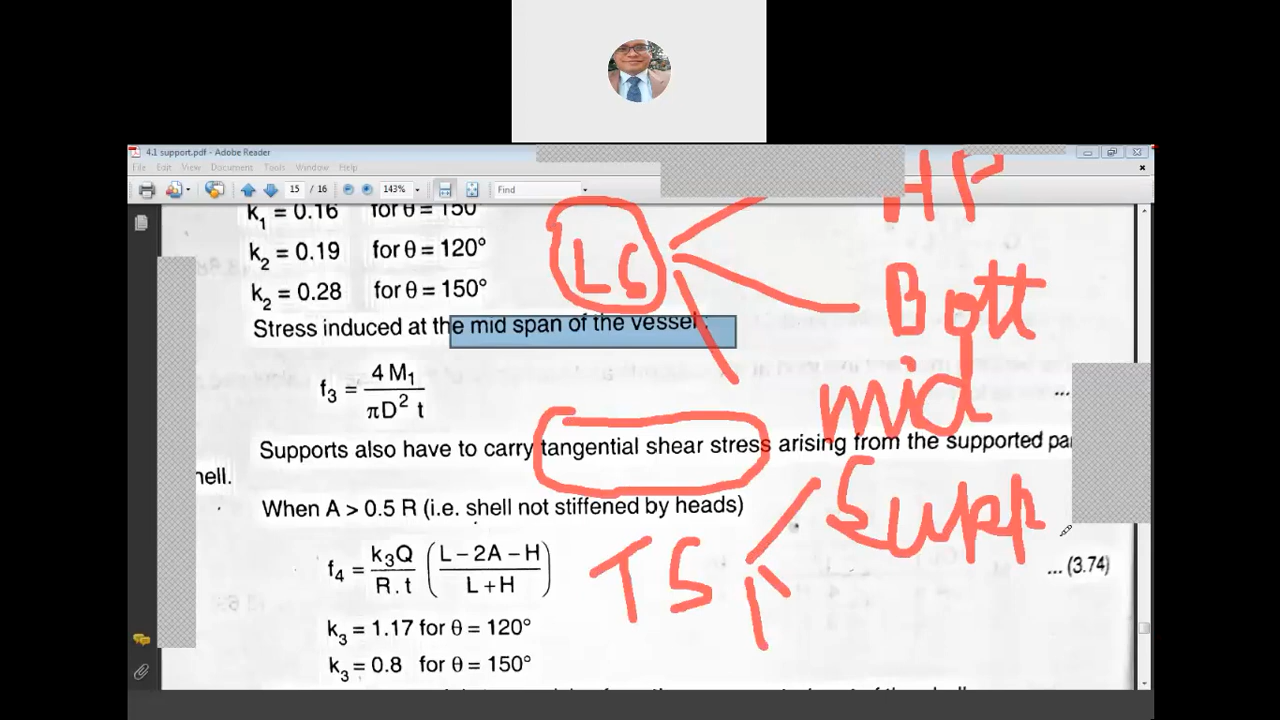 4.1 support.pdf - Adobe Reader
File Edit View Document Tools Window Help
15 / 16 143% Find
k₁ = 0.16 for θ = 150°
k₂ = 0.19 for θ = 120°
k₂ = 0.28 for θ = 150°
LS
HP
Bott
mid
Stress induced at the mid span of the vessel :
f₃ = 4 M₁ / πD² t ...
Supports also have to carry tangential shear stress arising from the supported pa
nell.
When A > 0.5 R (i.e. shell not stiffened by heads)
TS
Supp
f₄ = k₃Q / R . t ( L – 2A – H / L + H ) ... (3.74)
k₃ = 1.17 for θ = 120°
k₃ = 0.8 for θ = 150°